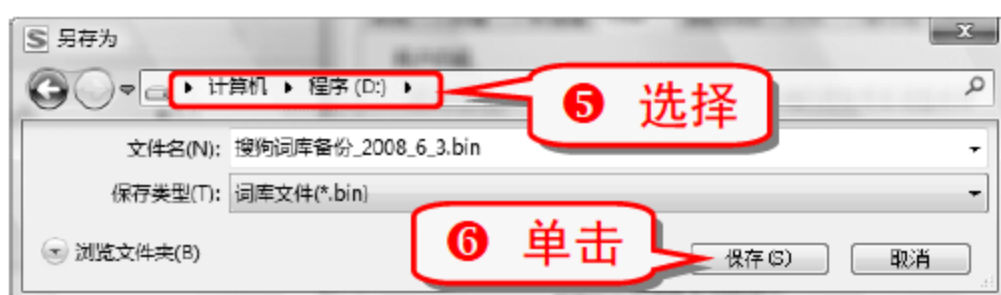 S 另存为
计算机 ▸ 程序 (D:) ▸
❺ 选择
文件名(N): 搜狗词库备份_2008_6_3.bin
保存类型(T): 词库文件(*.bin)
浏览文件夹(B)
❻ 单击
保存(S)
取消